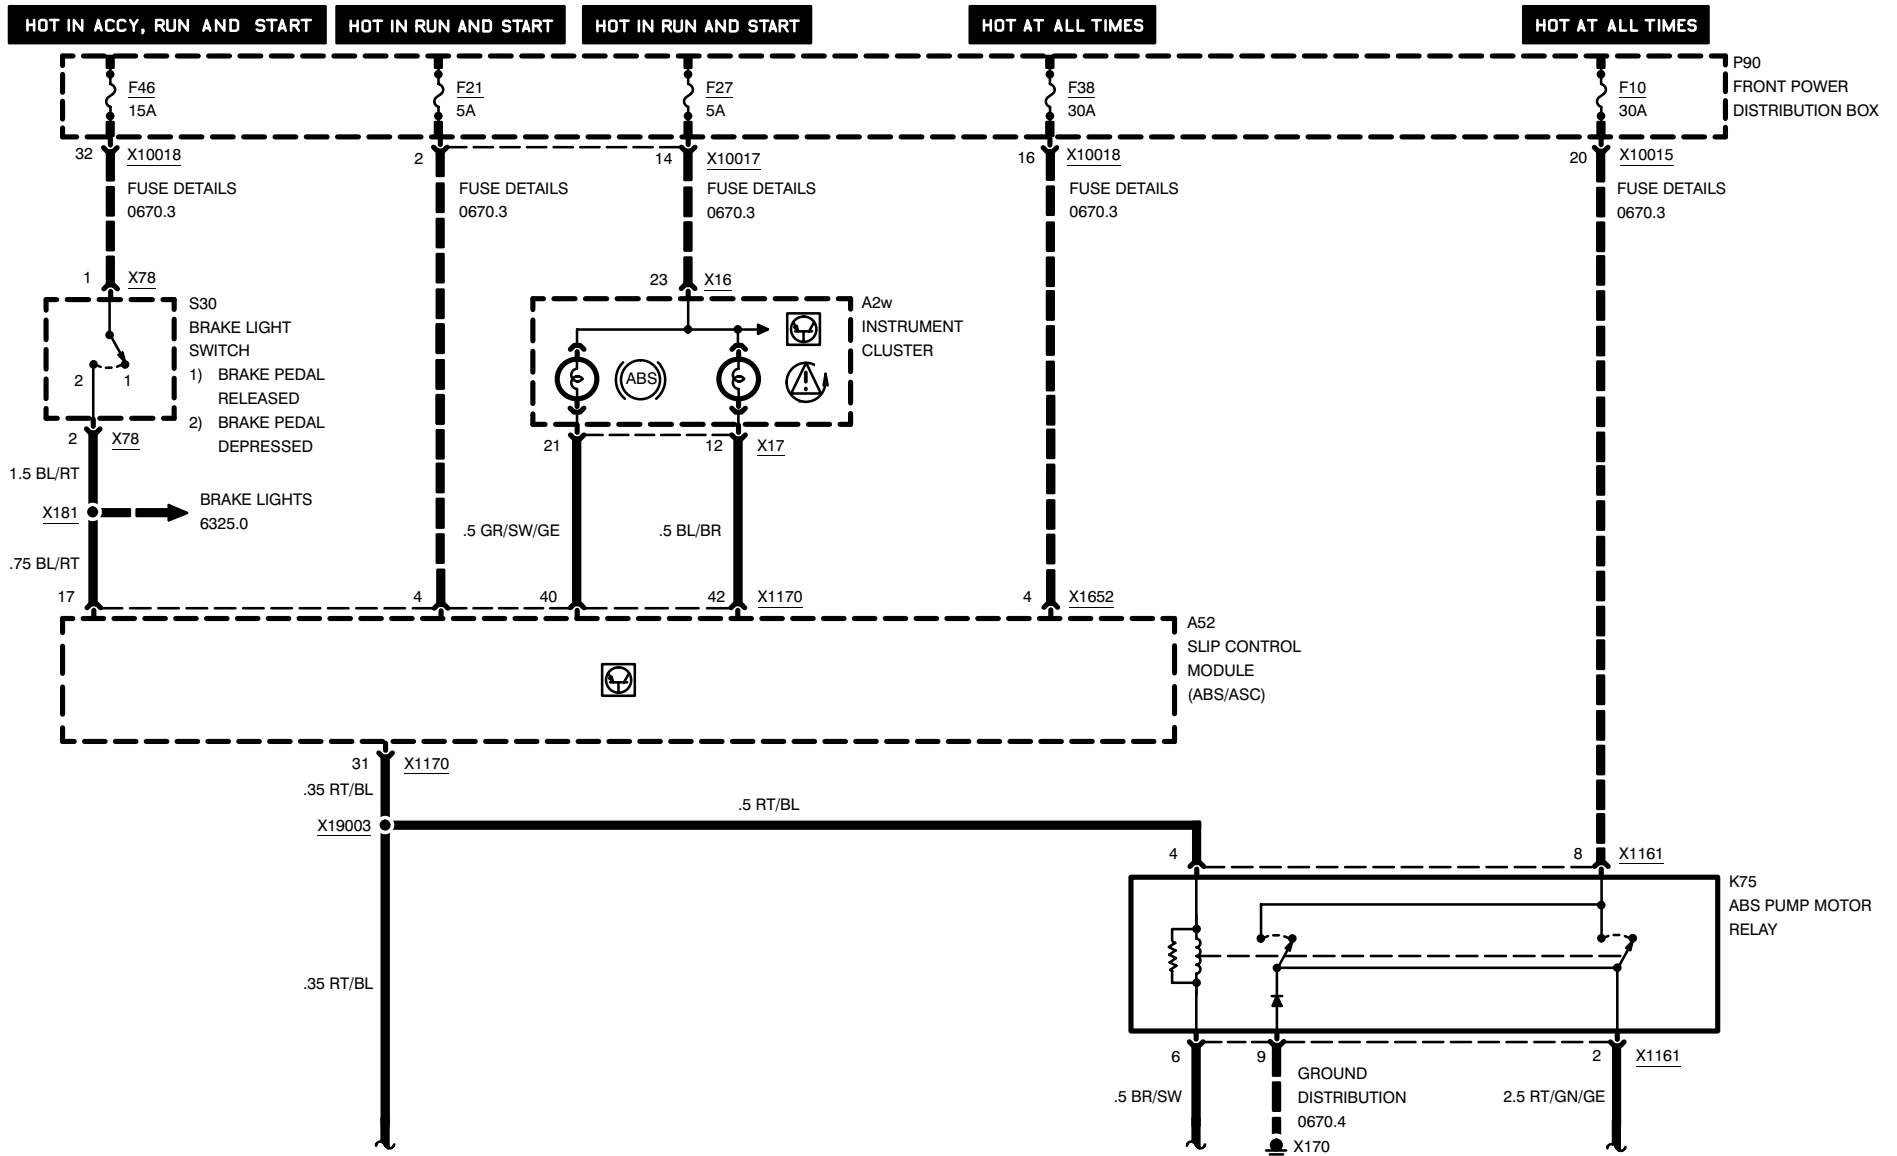 HOT IN ACCY, RUN AND START
HOT IN RUN AND START
HOT IN RUN AND START
HOT AT ALL TIMES
HOT AT ALL TIMES
F46
15A
F21
5A
F27
5A
F38
30A
F10
30A
P90
FRONT POWER
DISTRIBUTION BOX
32
X10018
2
14
X10017
16
X10018
20
X10015
FUSE DETAILS
0670.3
FUSE DETAILS
0670.3
FUSE DETAILS
0670.3
FUSE DETAILS
0670.3
FUSE DETAILS
0670.3
1
X78
23
X16
S30
BRAKE LIGHT
SWITCH
1) BRAKE PEDAL
RELEASED
2) BRAKE PEDAL
DEPRESSED
2
1
ABS
!
A2w
INSTRUMENT
CLUSTER
2
X78
21
12
X17
1.5 BL/RT
X181
BRAKE LIGHTS
6325.0
.5 GR/SW/GE
.5 BL/BR
.75 BL/RT
17
4
40
42
X1170
4
X1652
A52
SLIP CONTROL
MODULE
(ABS/ASC)
31
X1170
.35 RT/BL
.5 RT/BL
X19003
4
8
X1161
K75
ABS PUMP MOTOR
RELAY
.35 RT/BL
6
9
2
X1161
.5 BR/SW
GROUND
DISTRIBUTION
0670.4
X170
2.5 RT/GN/GE